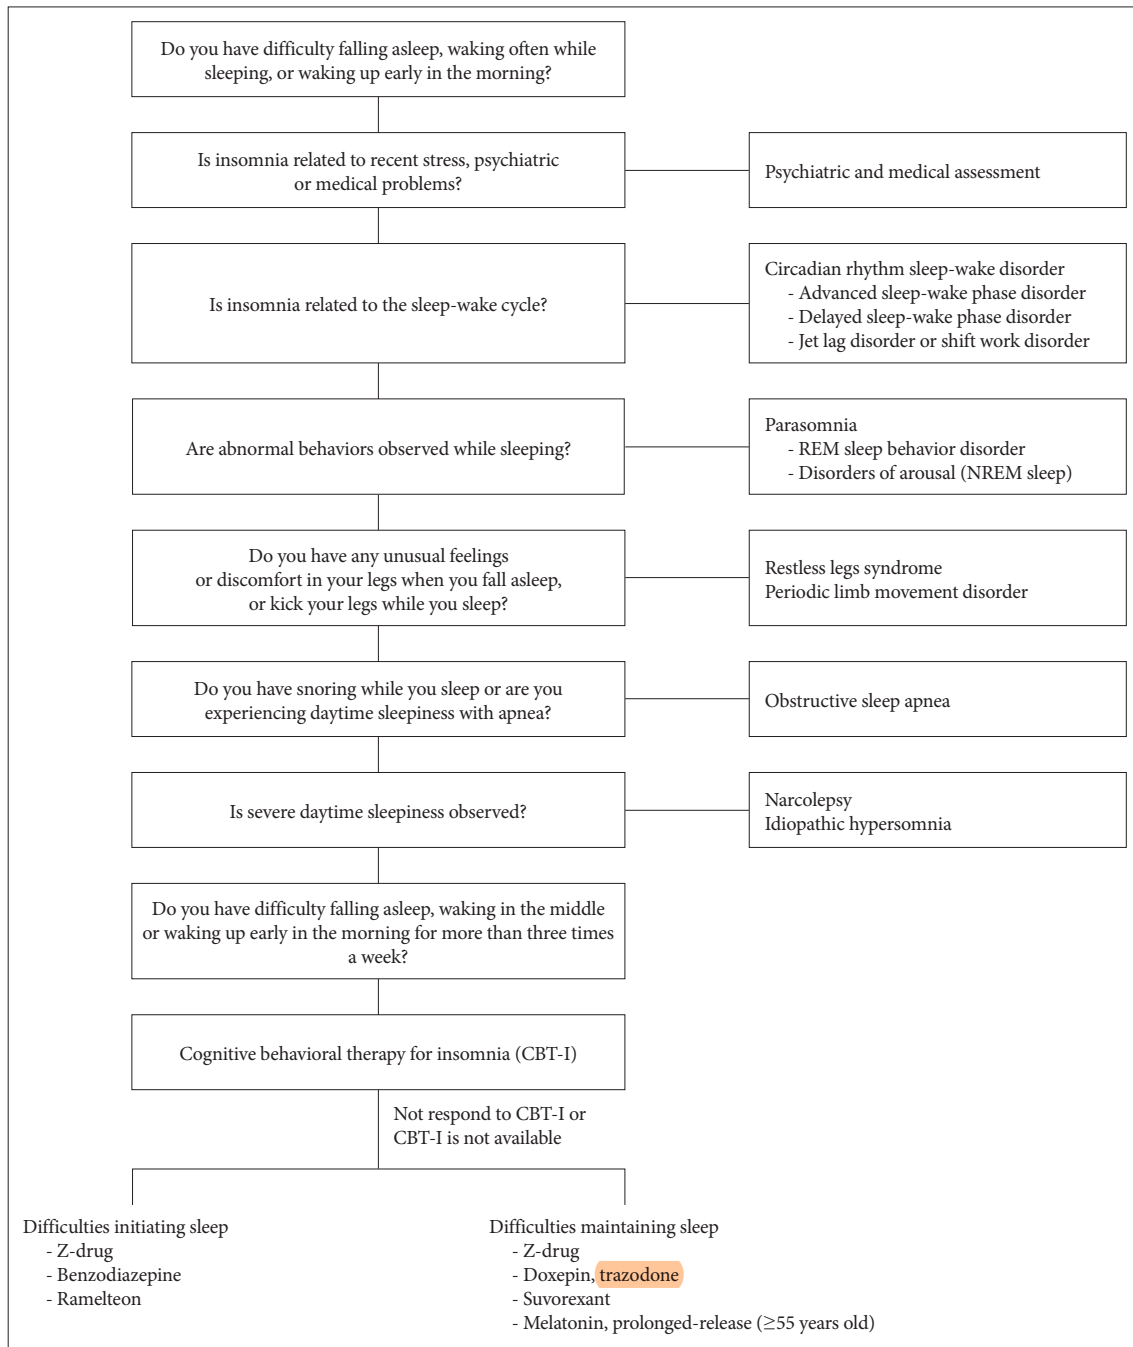 Do you have difficulty falling asleep, waking often while
sleeping, or waking up early in the morning?
Is insomnia related to recent stress, psychiatric
or medical problems?
Psychiatric and medical assessment
Is insomnia related to the sleep-wake cycle?
Circadian rhythm sleep-wake disorder
- Advanced sleep-wake phase disorder
- Delayed sleep-wake phase disorder
- Jet lag disorder or shift work disorder
Are abnormal behaviors observed while sleeping?
Parasomnia
- REM sleep behavior disorder
- Disorders of arousal (NREM sleep)
Do you have any unusual feelings
or discomfort in your legs when you fall asleep,
or kick your legs while you sleep?
Restless legs syndrome
Periodic limb movement disorder
Do you have snoring while you sleep or are you
experiencing daytime sleepiness with apnea?
Obstructive sleep apnea
Is severe daytime sleepiness observed?
Narcolepsy
Idiopathic hypersomnia
Do you have difficulty falling asleep, waking in the middle
or waking up early in the morning for more than three times
a week?
Cognitive behavioral therapy for insomnia (CBT-I)
Not respond to CBT-I or
CBT-I is not available
Difficulties initiating sleep
- Z-drug
- Benzodiazepine
- Ramelteon
Difficulties maintaining sleep
- Z-drug
- Doxepin, trazodone
- Suvorexant
- Melatonin, prolonged-release (≥55 years old)